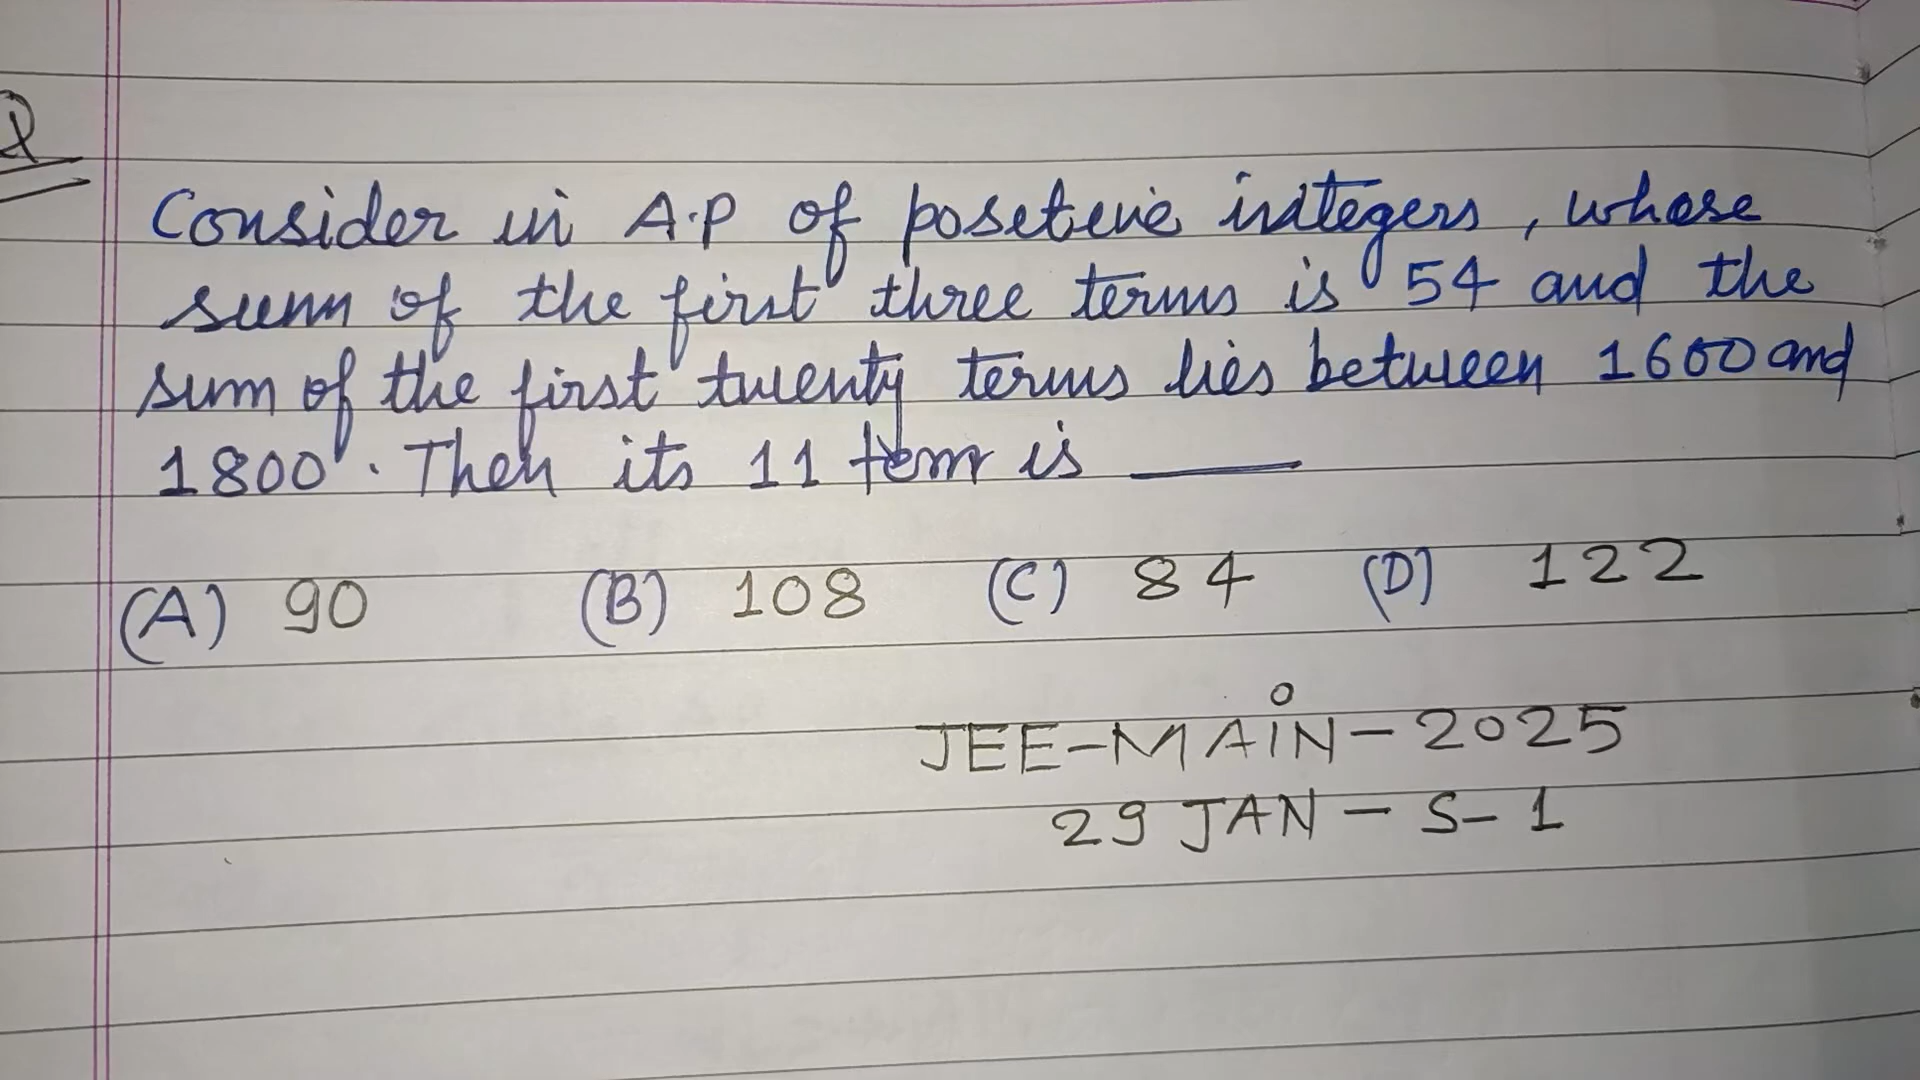 Q
Consider in A.P of posetive integers, whose
sum of the first three terms is 54 and the
sum of the first twenty terms lies between 1600 and
1800. Then its 11 term is ____
(A) 90 (B) 108 (C) 84 (D) 122
JEE-MAIN-2025
29 JAN - S-1